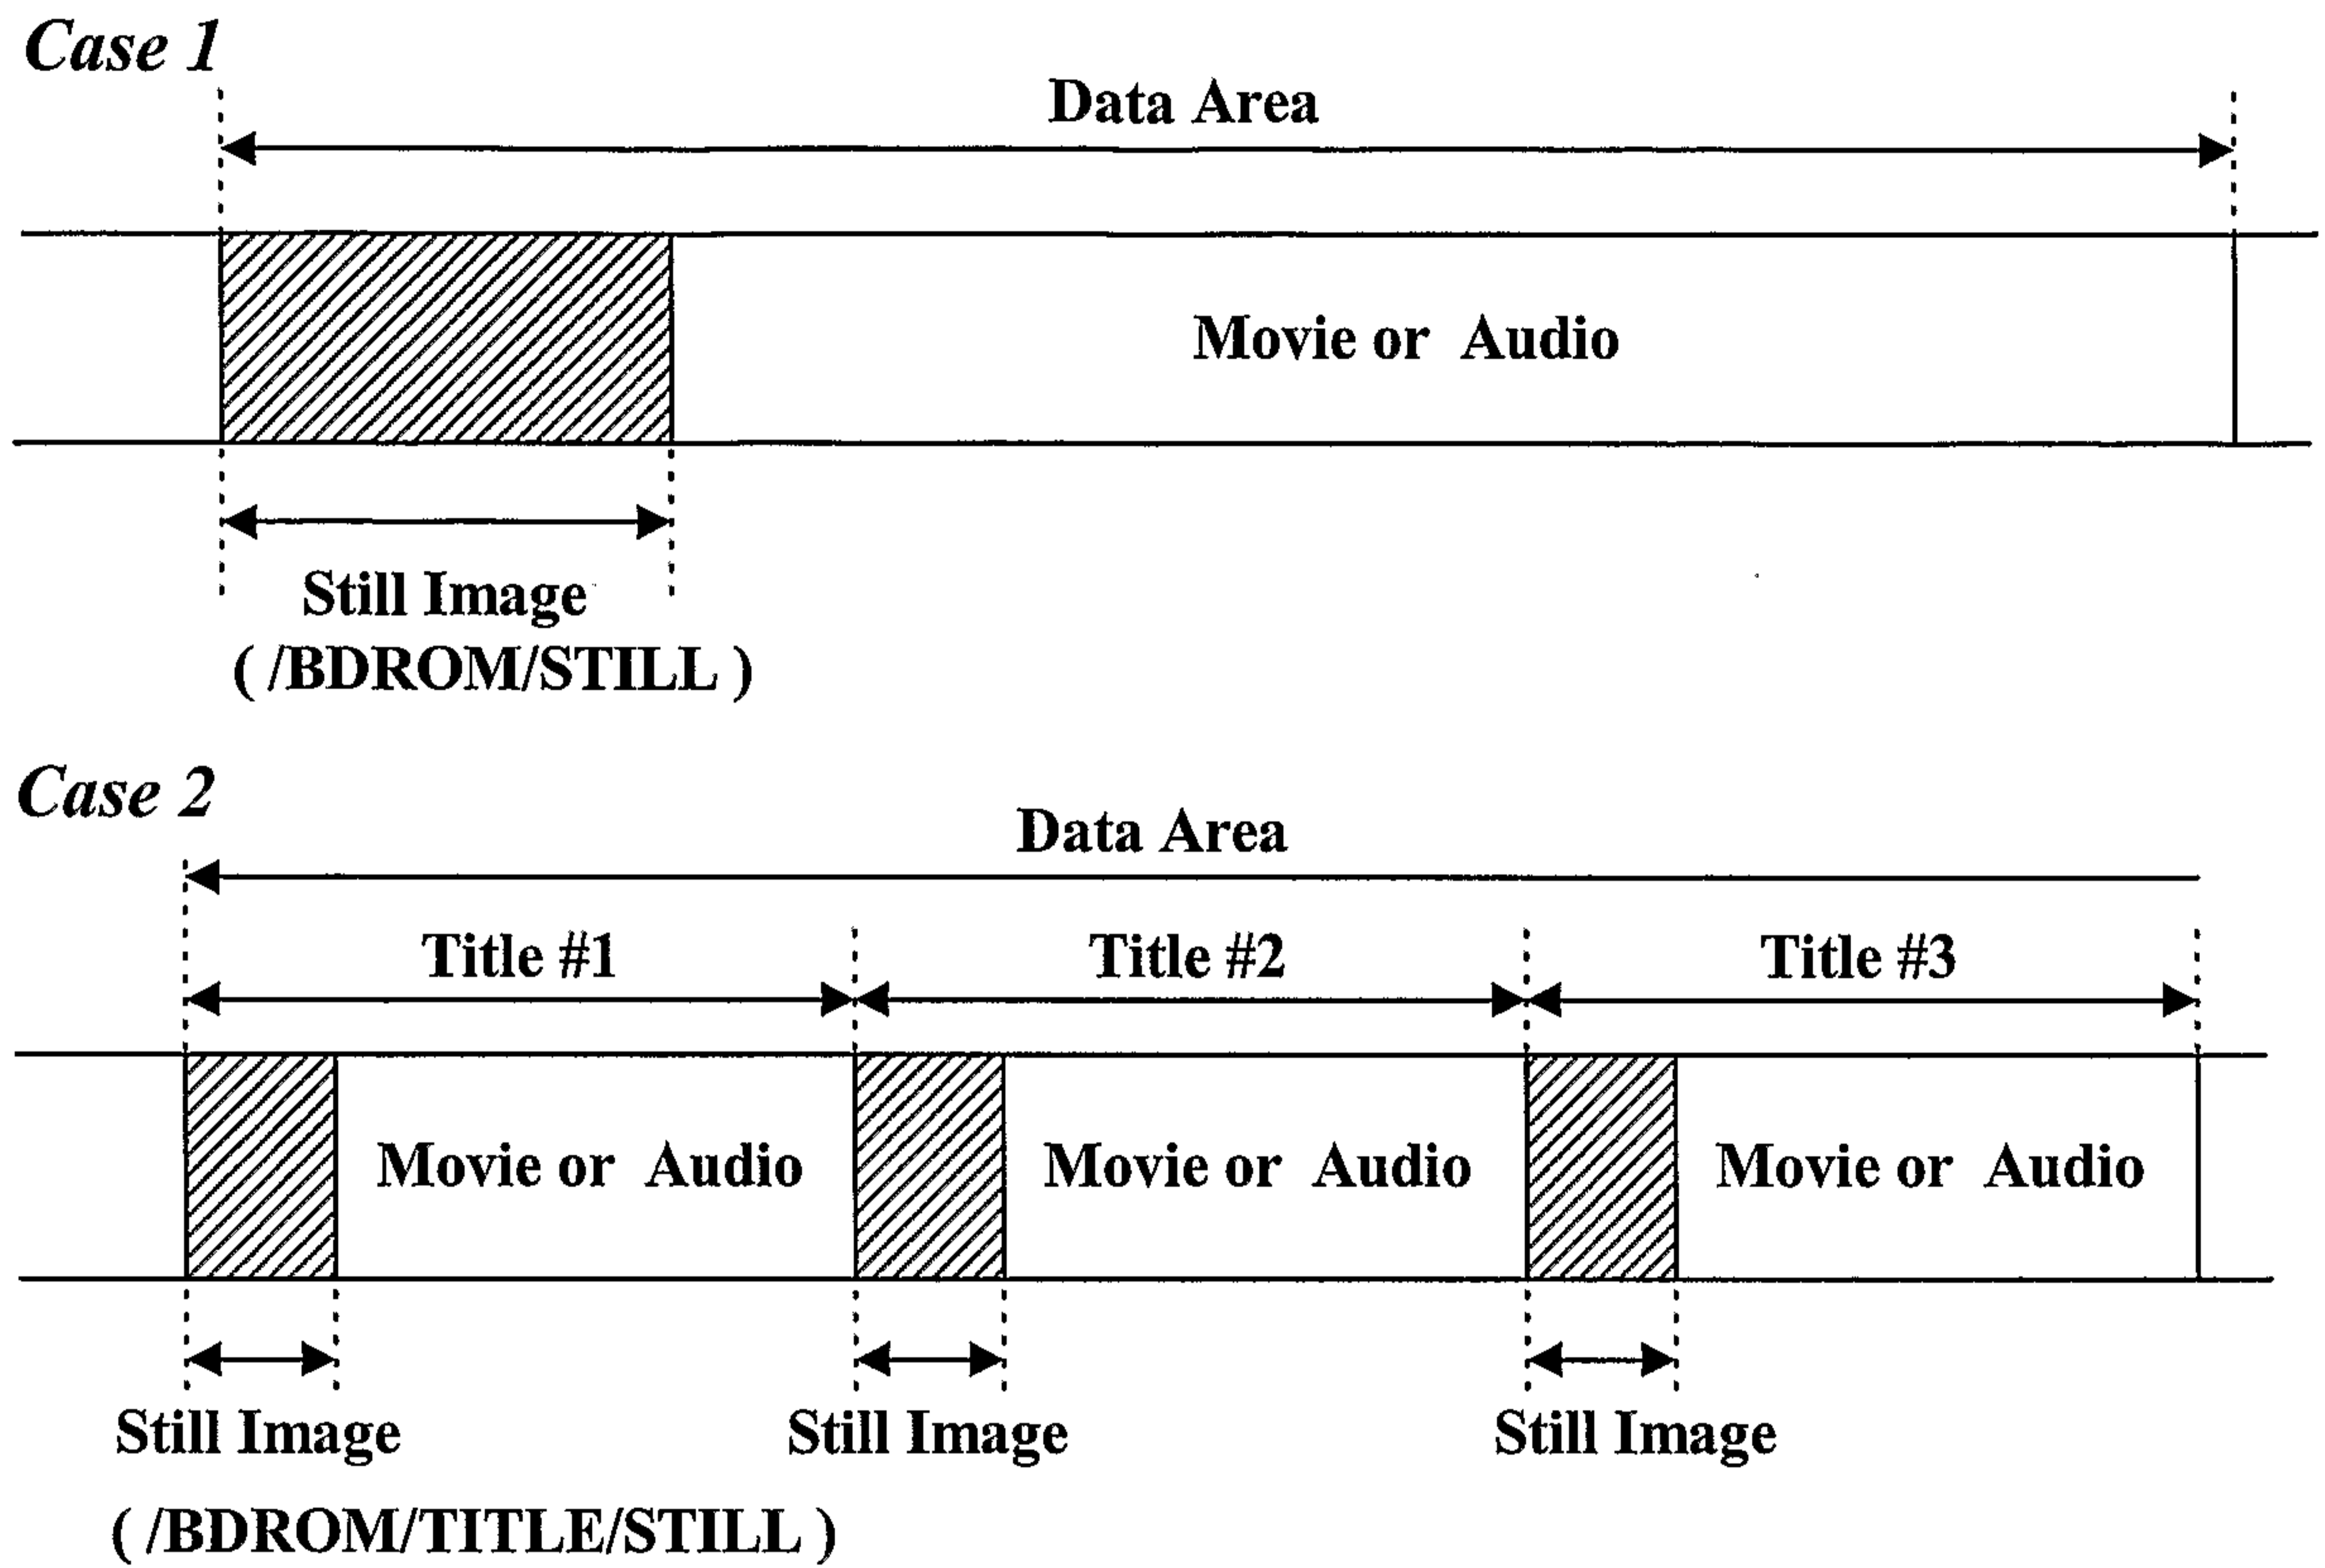 Case 1
Data Area
Movie or Audio
Still Image
( /BDROM/STILL )
Case 2
Data Area
Title #1 Title #2 Title #3
Movie or Audio Movie or Audio Movie or Audio
Still Image Still Image Still Image
( /BDROM/TITLE/STILL )